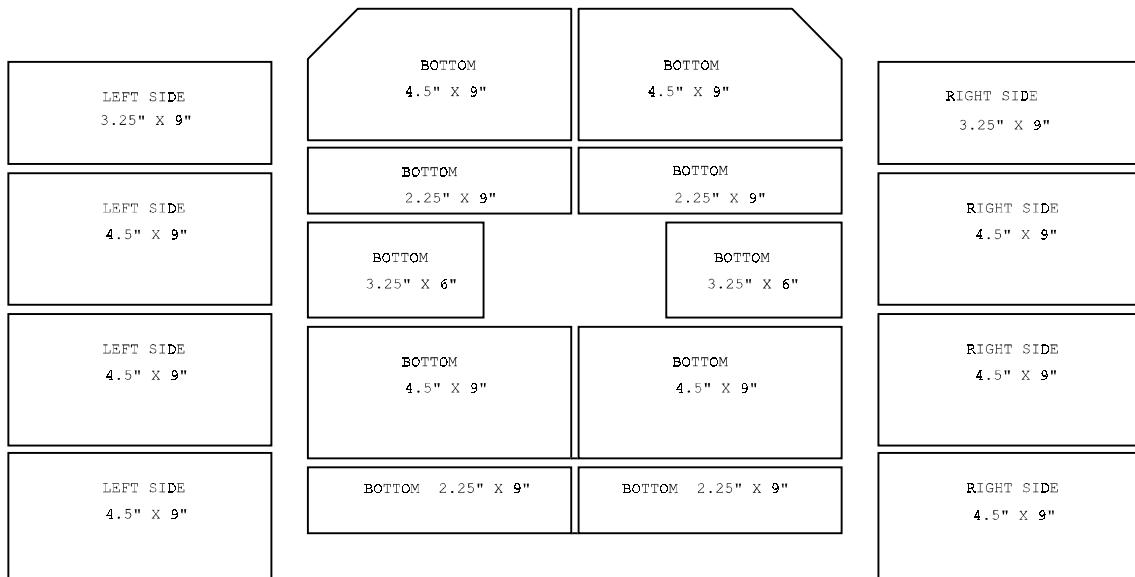 BOTTOM
4.5" X 9"
BOTTOM
4.5" X 9"
LEFT SIDE
3.25" X 9"
RIGHT SIDE
3.25" X 9"
BOTTOM
2.25" X 9"
BOTTOM
2.25" X 9"
LEFT SIDE
4.5" X 9"
RIGHT SIDE
4.5" X 9"
BOTTOM
3.25" X 6"
BOTTOM
3.25" X 6"
LEFT SIDE
4.5" X 9"
BOTTOM
4.5" X 9"
BOTTOM
4.5" X 9"
RIGHT SIDE
4.5" X 9"
LEFT SIDE
4.5" X 9"
BOTTOM 2.25" X 9"
BOTTOM 2.25" X 9"
RIGHT SIDE
4.5" X 9"